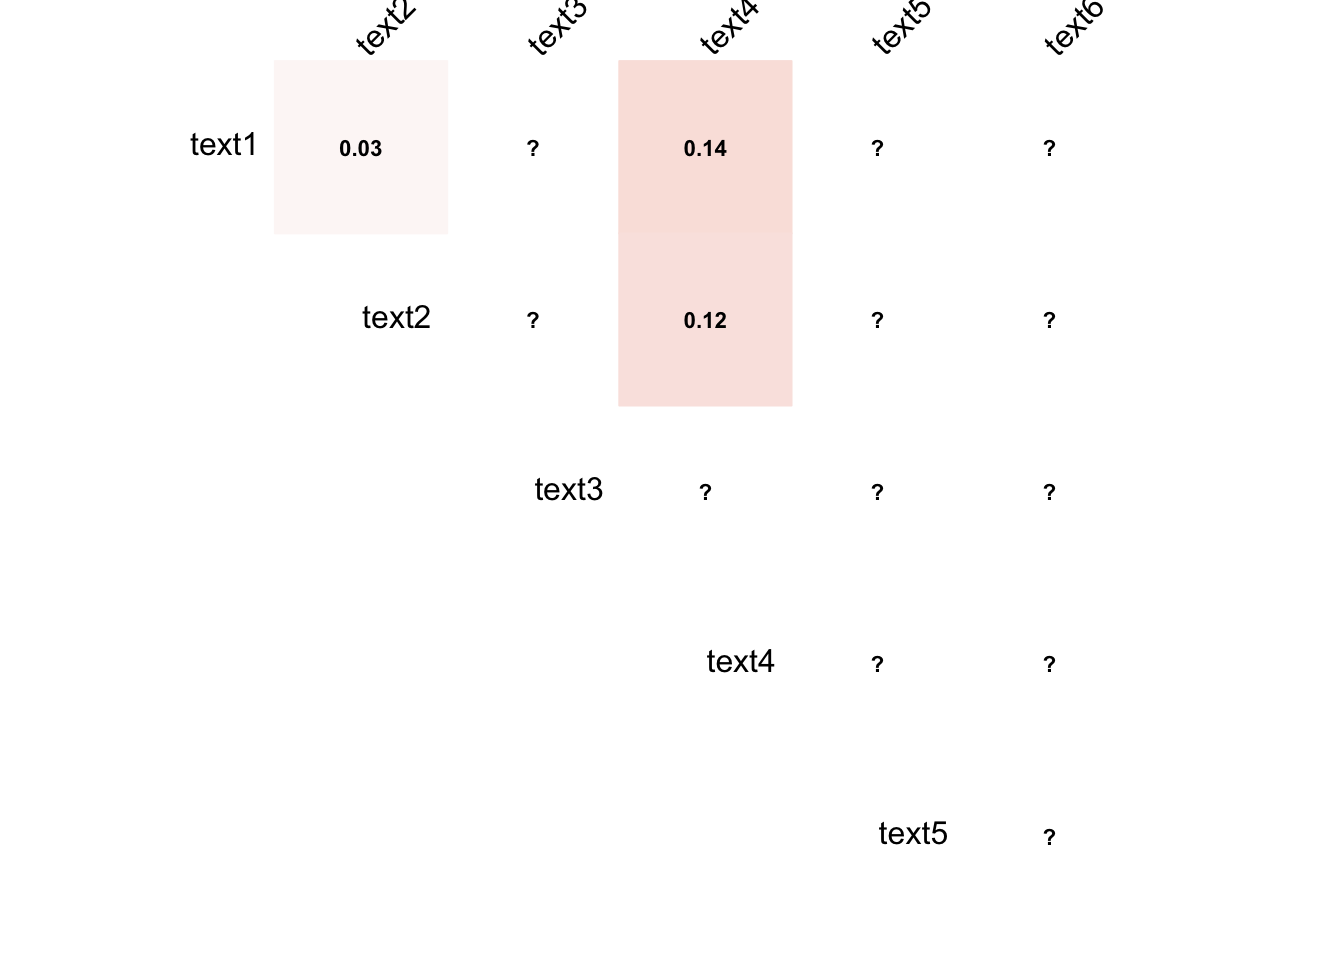 text2 text3 text4 text5 text6
text1 0.03 ? 0.14 ? ?
text2 ? 0.12 ? ?
text3 ? ? ?
text4 ? ?
text5 ?